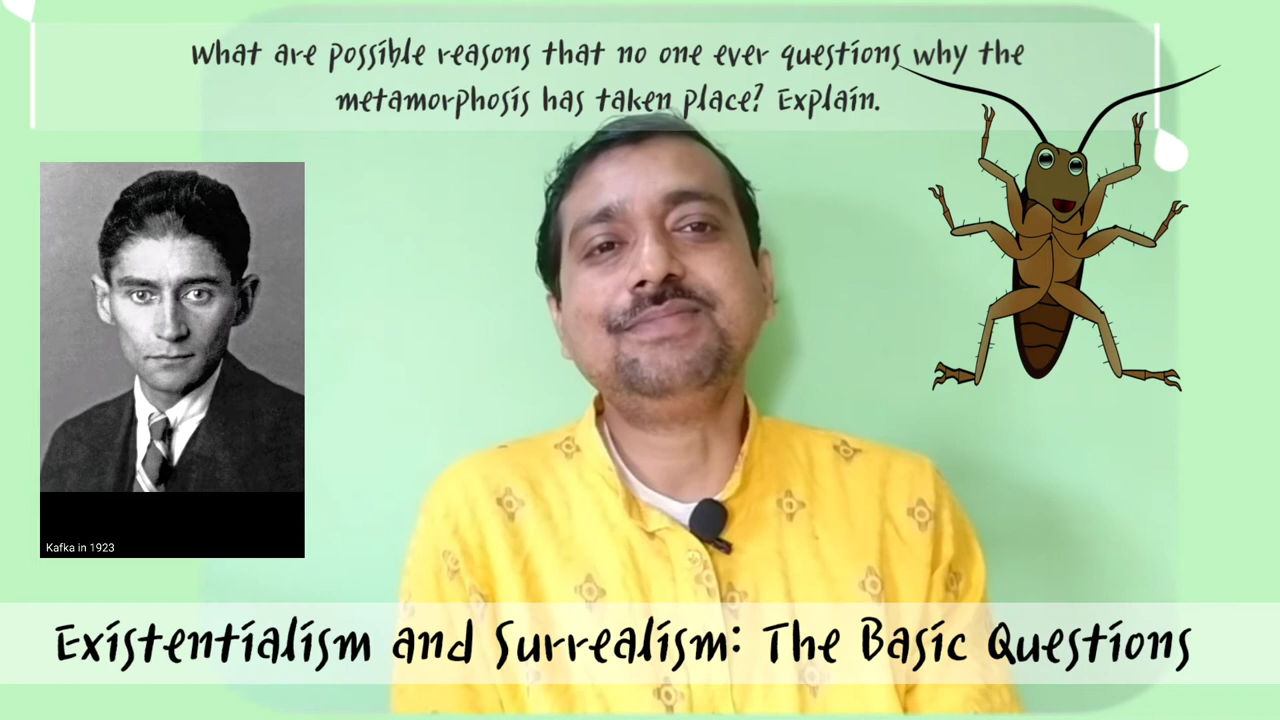 What are possible reasons that no one ever questions why the
metamorphosis has taken place? Explain.
Kafka in 1923
Existentialism and Surrealism: The Basic Questions